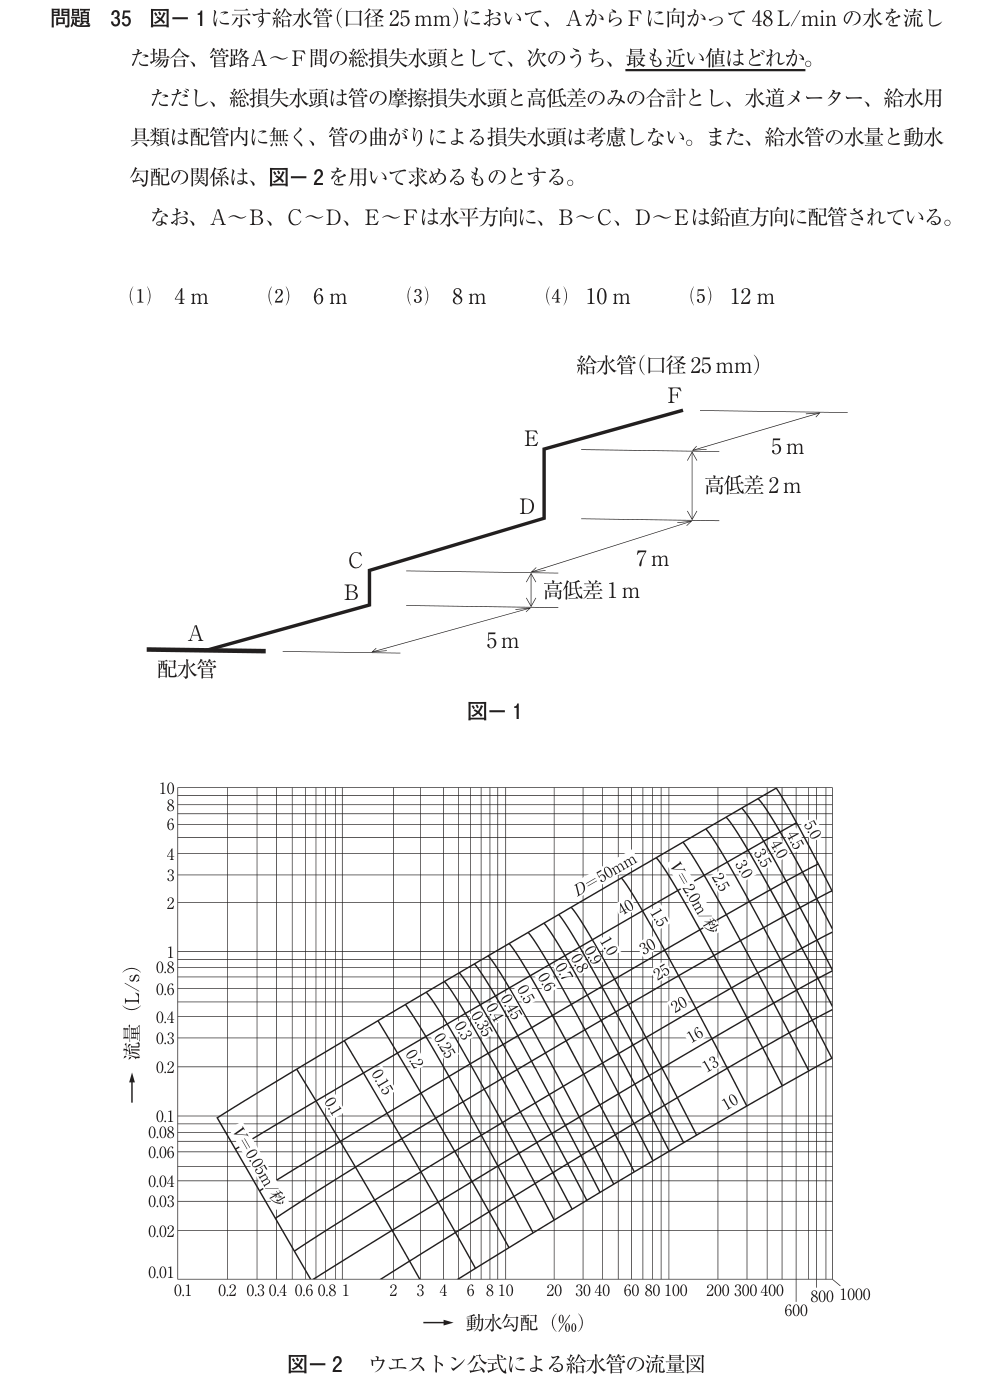 問題 35 図－1に示す給水管(口径25mm)において、AからFに向かって48L/minの水を流し
た場合、管路A～F間の総損失水頭として、次のうち、最も近い値はどれか。
ただし、総損失水頭は管の摩擦損失水頭と高低差のみの合計とし、水道メーター、給水用
具類は配管内に無く、管の曲がりによる損失水頭は考慮しない。また、給水管の水量と動水
勾配の関係は、図－2を用いて求めるものとする。
なお、A～B、C～D、E～Fは水平方向に、B～C、D～Eは鉛直方向に配管されている。
(1) 4m (2) 6m (3) 8m (4) 10m (5) 12m
給水管(口径25mm)
F
E
5m
高低差2m
D
7m
C
高低差1m
B
5m
A
配水管
図－1
10
8
6
4
3
2
1
0.8
0.6
0.4
0.3
0.2
0.1
0.08
0.06
0.04
0.03
0.02
0.01
流量 (L/s)
D=50mm
40
30
25
20
16
13
10
V=0.05m/秒
0.1
0.15
0.2
0.25
0.3
0.35
0.4
0.45
0.5
0.6
0.7
0.8
0.9
1.0
1.5
V=2.0m/秒
2.5
3.0
3.5
4.0
4.5
5.0
0.1 0.2 0.3 0.4 0.6 0.8 1 2 3 4 6 8 10 20 30 40 60 80 100 200 300 400 600 800 1000
動水勾配 (‰)
図－2 ウエストン公式による給水管の流量図